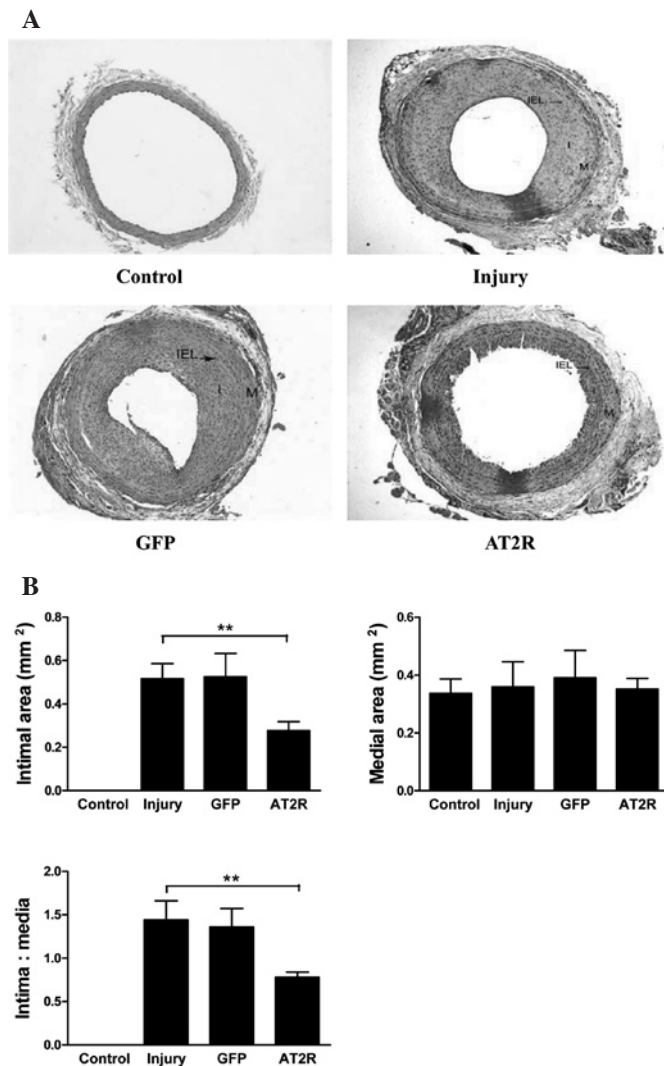 A
IEL
I
M
Control
Injury
IEL
I
M
IEL
M
GFP
AT2R
B
Intimal area (mm 2)
0.8
0.6
0.4
0.2
0.0
**
Control Injury GFP AT2R
Medial area (mm 2)
0.6
0.4
0.2
0.0
Control Injury GFP AT2R
Intima : media
2.0
1.5
1.0
0.5
0.0
**
Control Injury GFP AT2R